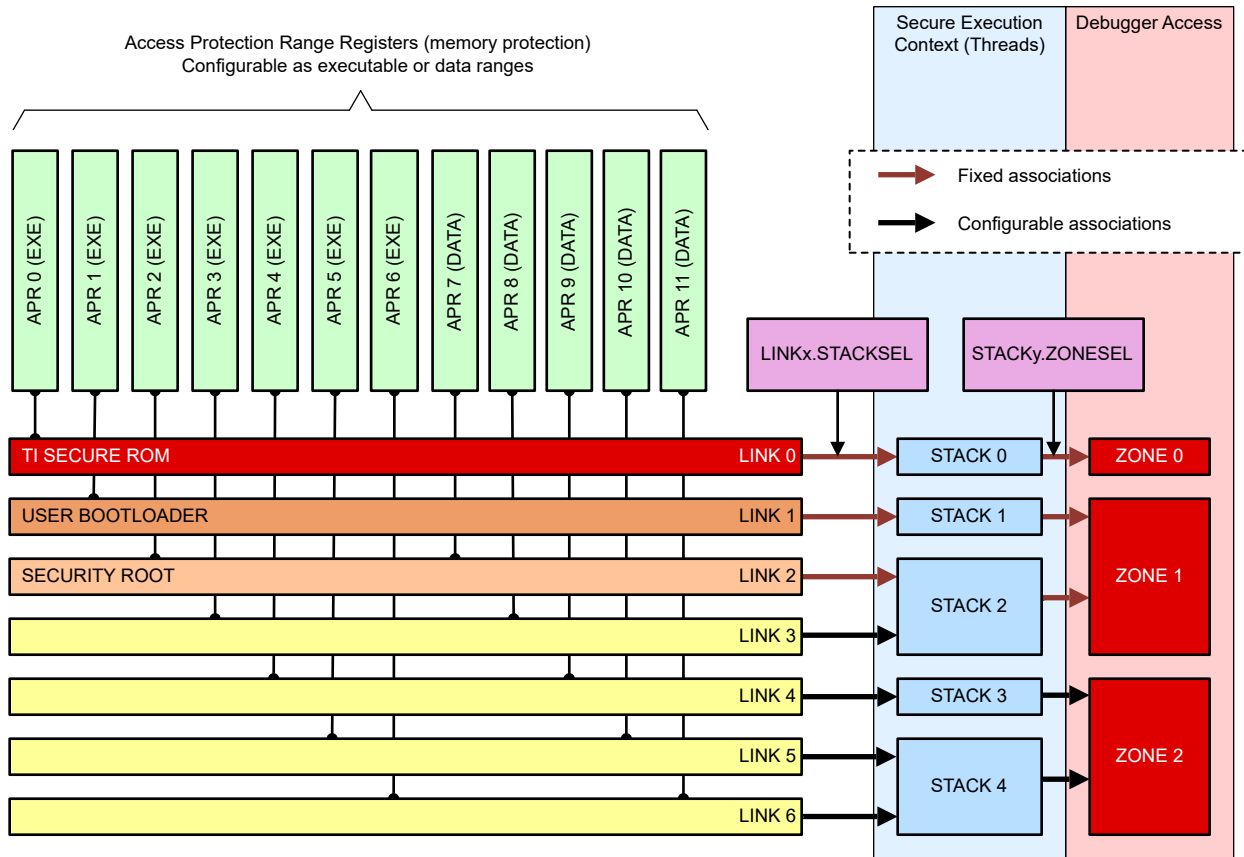 Access Protection Range Registers (memory protection)
Configurable as executable or data ranges
Secure Execution
Context (Threads)
Debugger Access
Fixed associations
Configurable associations
APR 0 (EXE)
APR 1 (EXE)
APR 2 (EXE)
APR 3 (EXE)
APR 4 (EXE)
APR 5 (EXE)
APR 6 (EXE)
APR 7 (DATA)
APR 8 (DATA)
APR 9 (DATA)
APR 10 (DATA)
APR 11 (DATA)
LINKx.STACKSEL
STACKy.ZONESEL
TI SECURE ROM
LINK 0
STACK 0
ZONE 0
USER BOOTLOADER
LINK 1
STACK 1
ZONE 1
SECURITY ROOT
LINK 2
STACK 2
LINK 3
LINK 4
STACK 3
ZONE 2
LINK 5
STACK 4
LINK 6